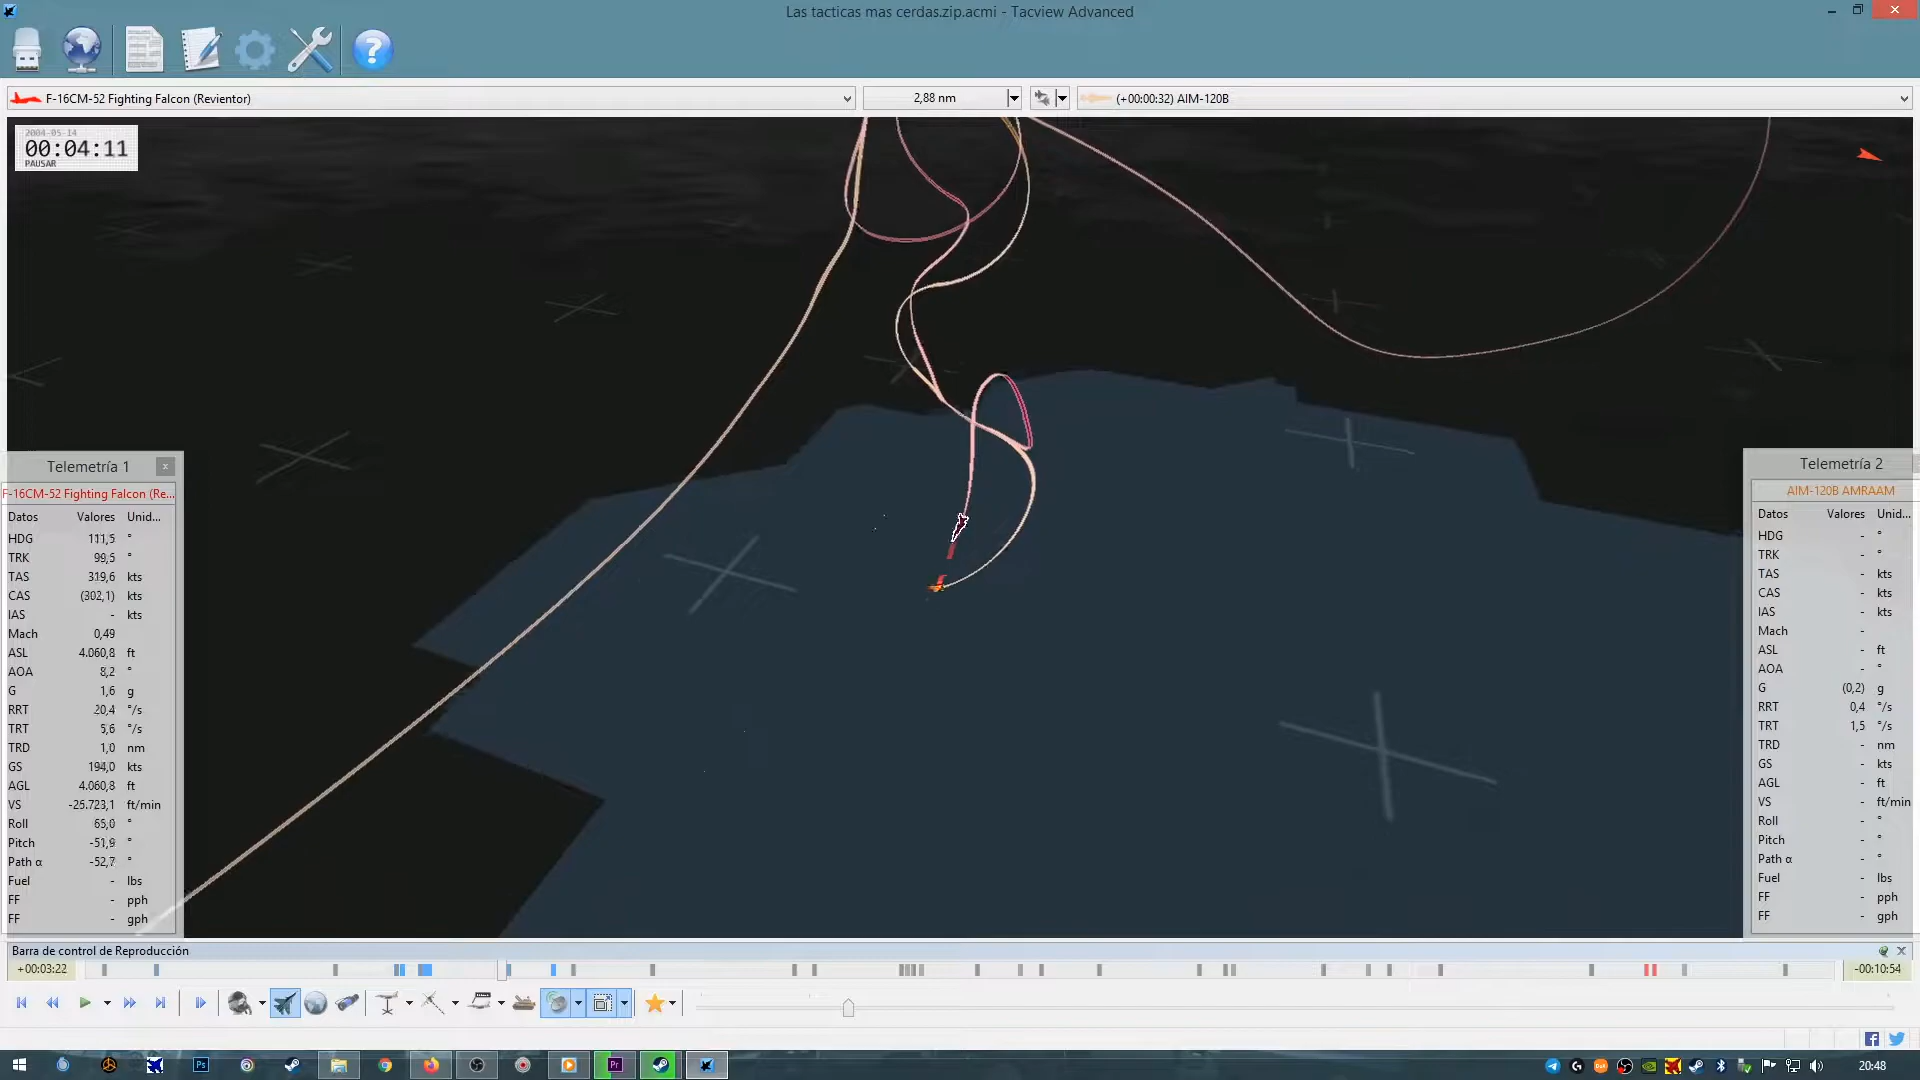 Las tacticas mas cerdas.zip.acmi - Tacview Advanced
F-16CM-52 Fighting Falcon (Revientor)
2,88 nm
(+00:00:32) AIM-120B
2004-05-14
00:04:11
PAUSAR
Telemetría 1
F-16CM-52 Fighting Falcon (Re...
Datos Valores Unid...
HDG 111,5 °
TRK 99,5 °
TAS 319,6 kts
CAS (302,1) kts
IAS - kts
Mach 0,49
ASL 4.060,8 ft
AOA 8,2 °
G 1,6 g
RRT 20,4 °/s
TRT 5,6 °/s
TRD 1,0 nm
GS 194,0 kts
AGL 4.060,8 ft
VS -25.723,1 ft/min
Roll 65,0 °
Pitch -51,9 °
Path α -52,7 °
Fuel - lbs
FF - pph
FF - gph
Telemetría 2
AIM-120B AMRAAM
Datos Valores Unid...
HDG - °
TRK - °
TAS - kts
CAS - kts
IAS - kts
Mach -
ASL - ft
AOA - °
G (0,2) g
RRT 0,4 °/s
TRT 1,5 °/s
TRD - nm
GS - kts
AGL - ft
VS - ft/min
Roll - °
Pitch - °
Path α - °
Fuel - lbs
FF - pph
FF - gph
Barra de control de Reproducción
+00:03:22
-00:10:54
Ps
Pr
20:48